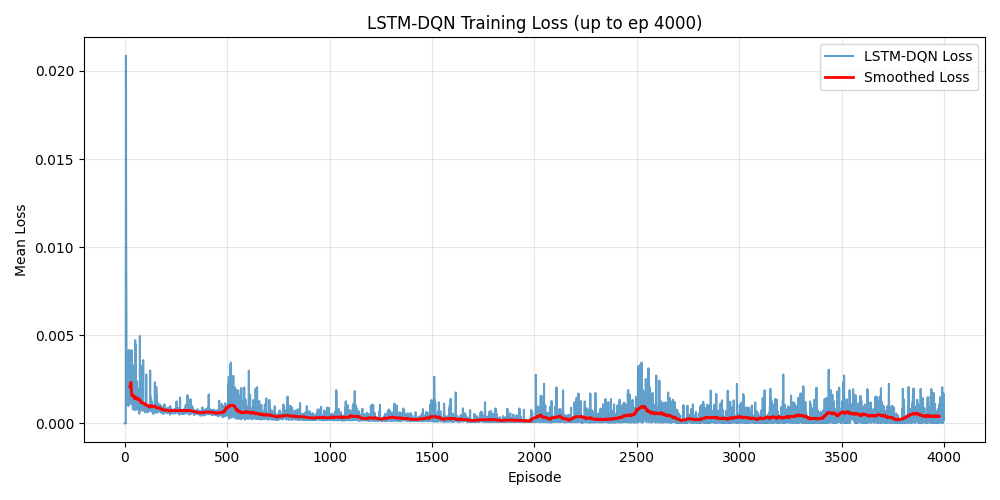 LSTM-DQN Training Loss (up to ep 4000)
LSTM-DQN Loss
Smoothed Loss
Mean Loss
0.020
0.015
0.010
0.005
0.000
0
500
1000
1500
2000
2500
3000
3500
4000
Episode